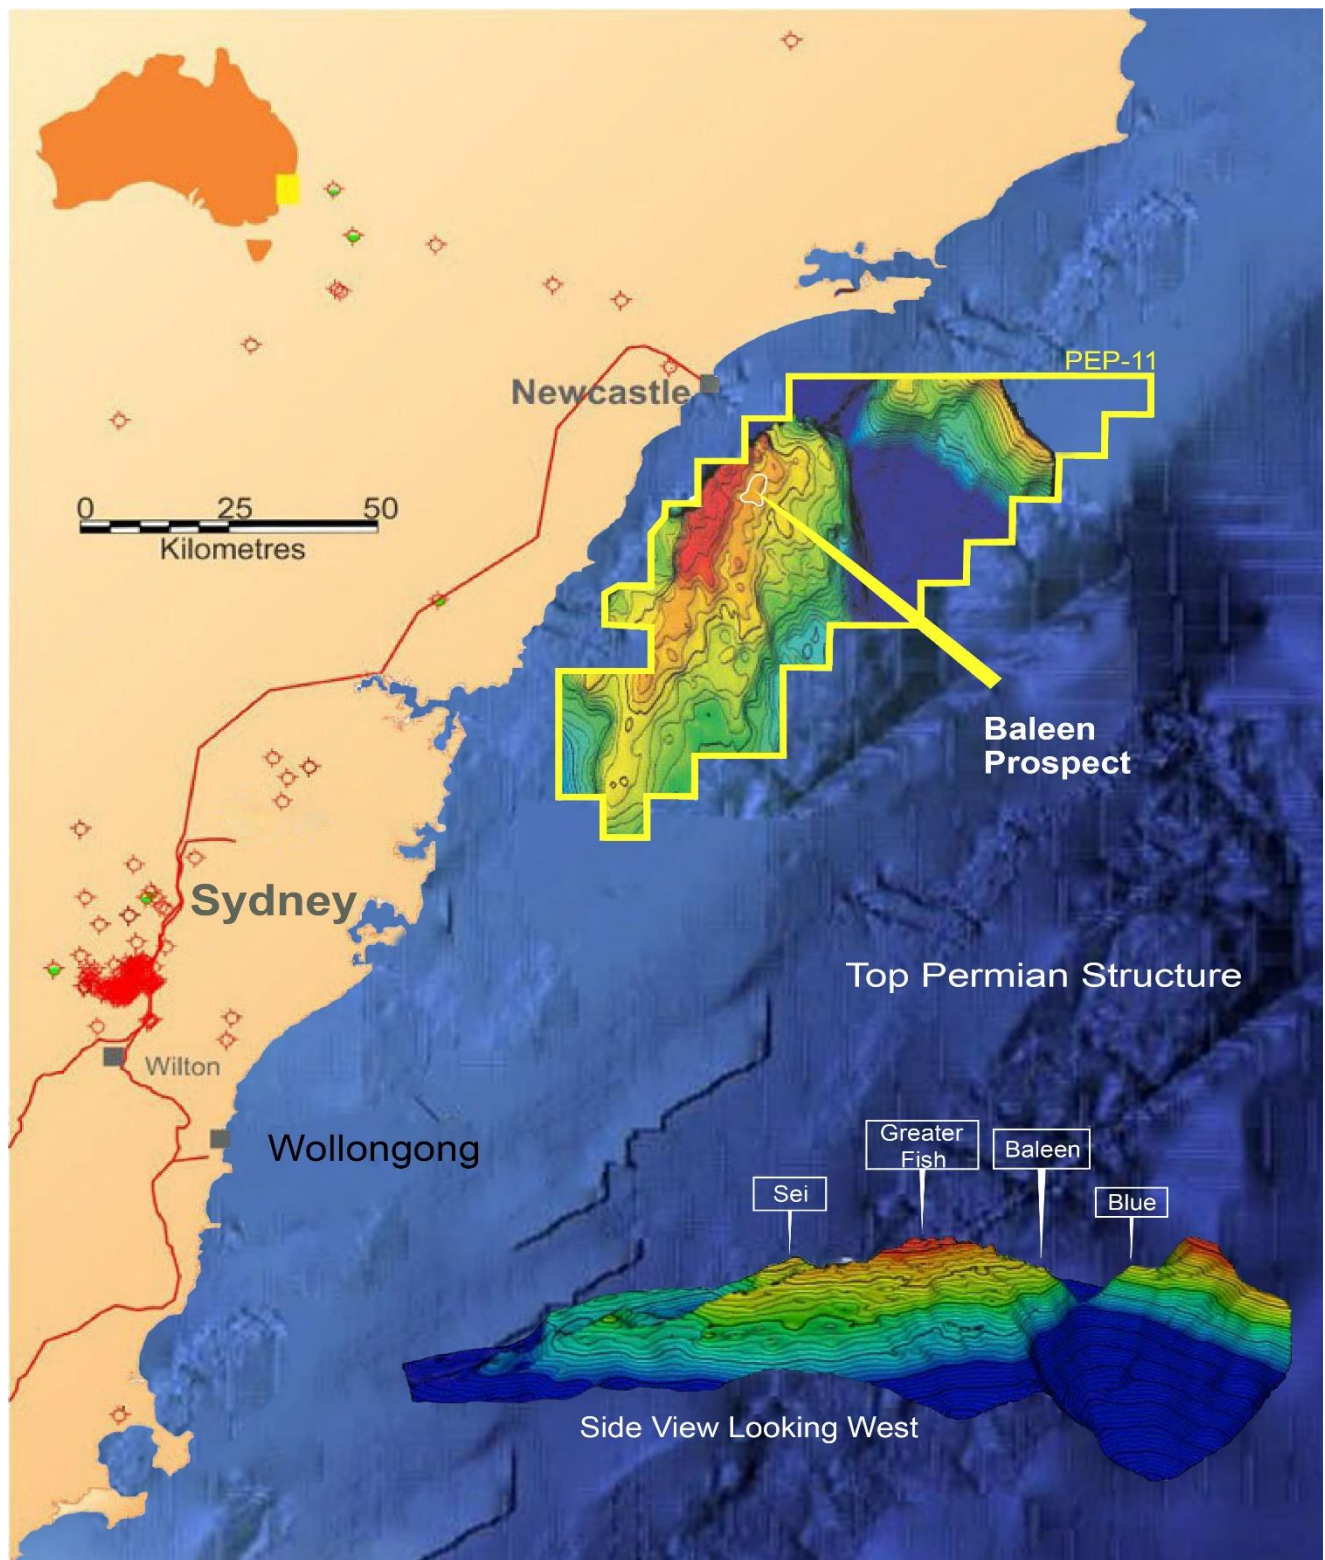 PEP-11
Newcastle
0 25 50
Kilometres
Baleen
Prospect
Sydney
Top Permian Structure
Wilton
Wollongong
Greater
Fish
Baleen
Sei
Blue
Side View Looking West